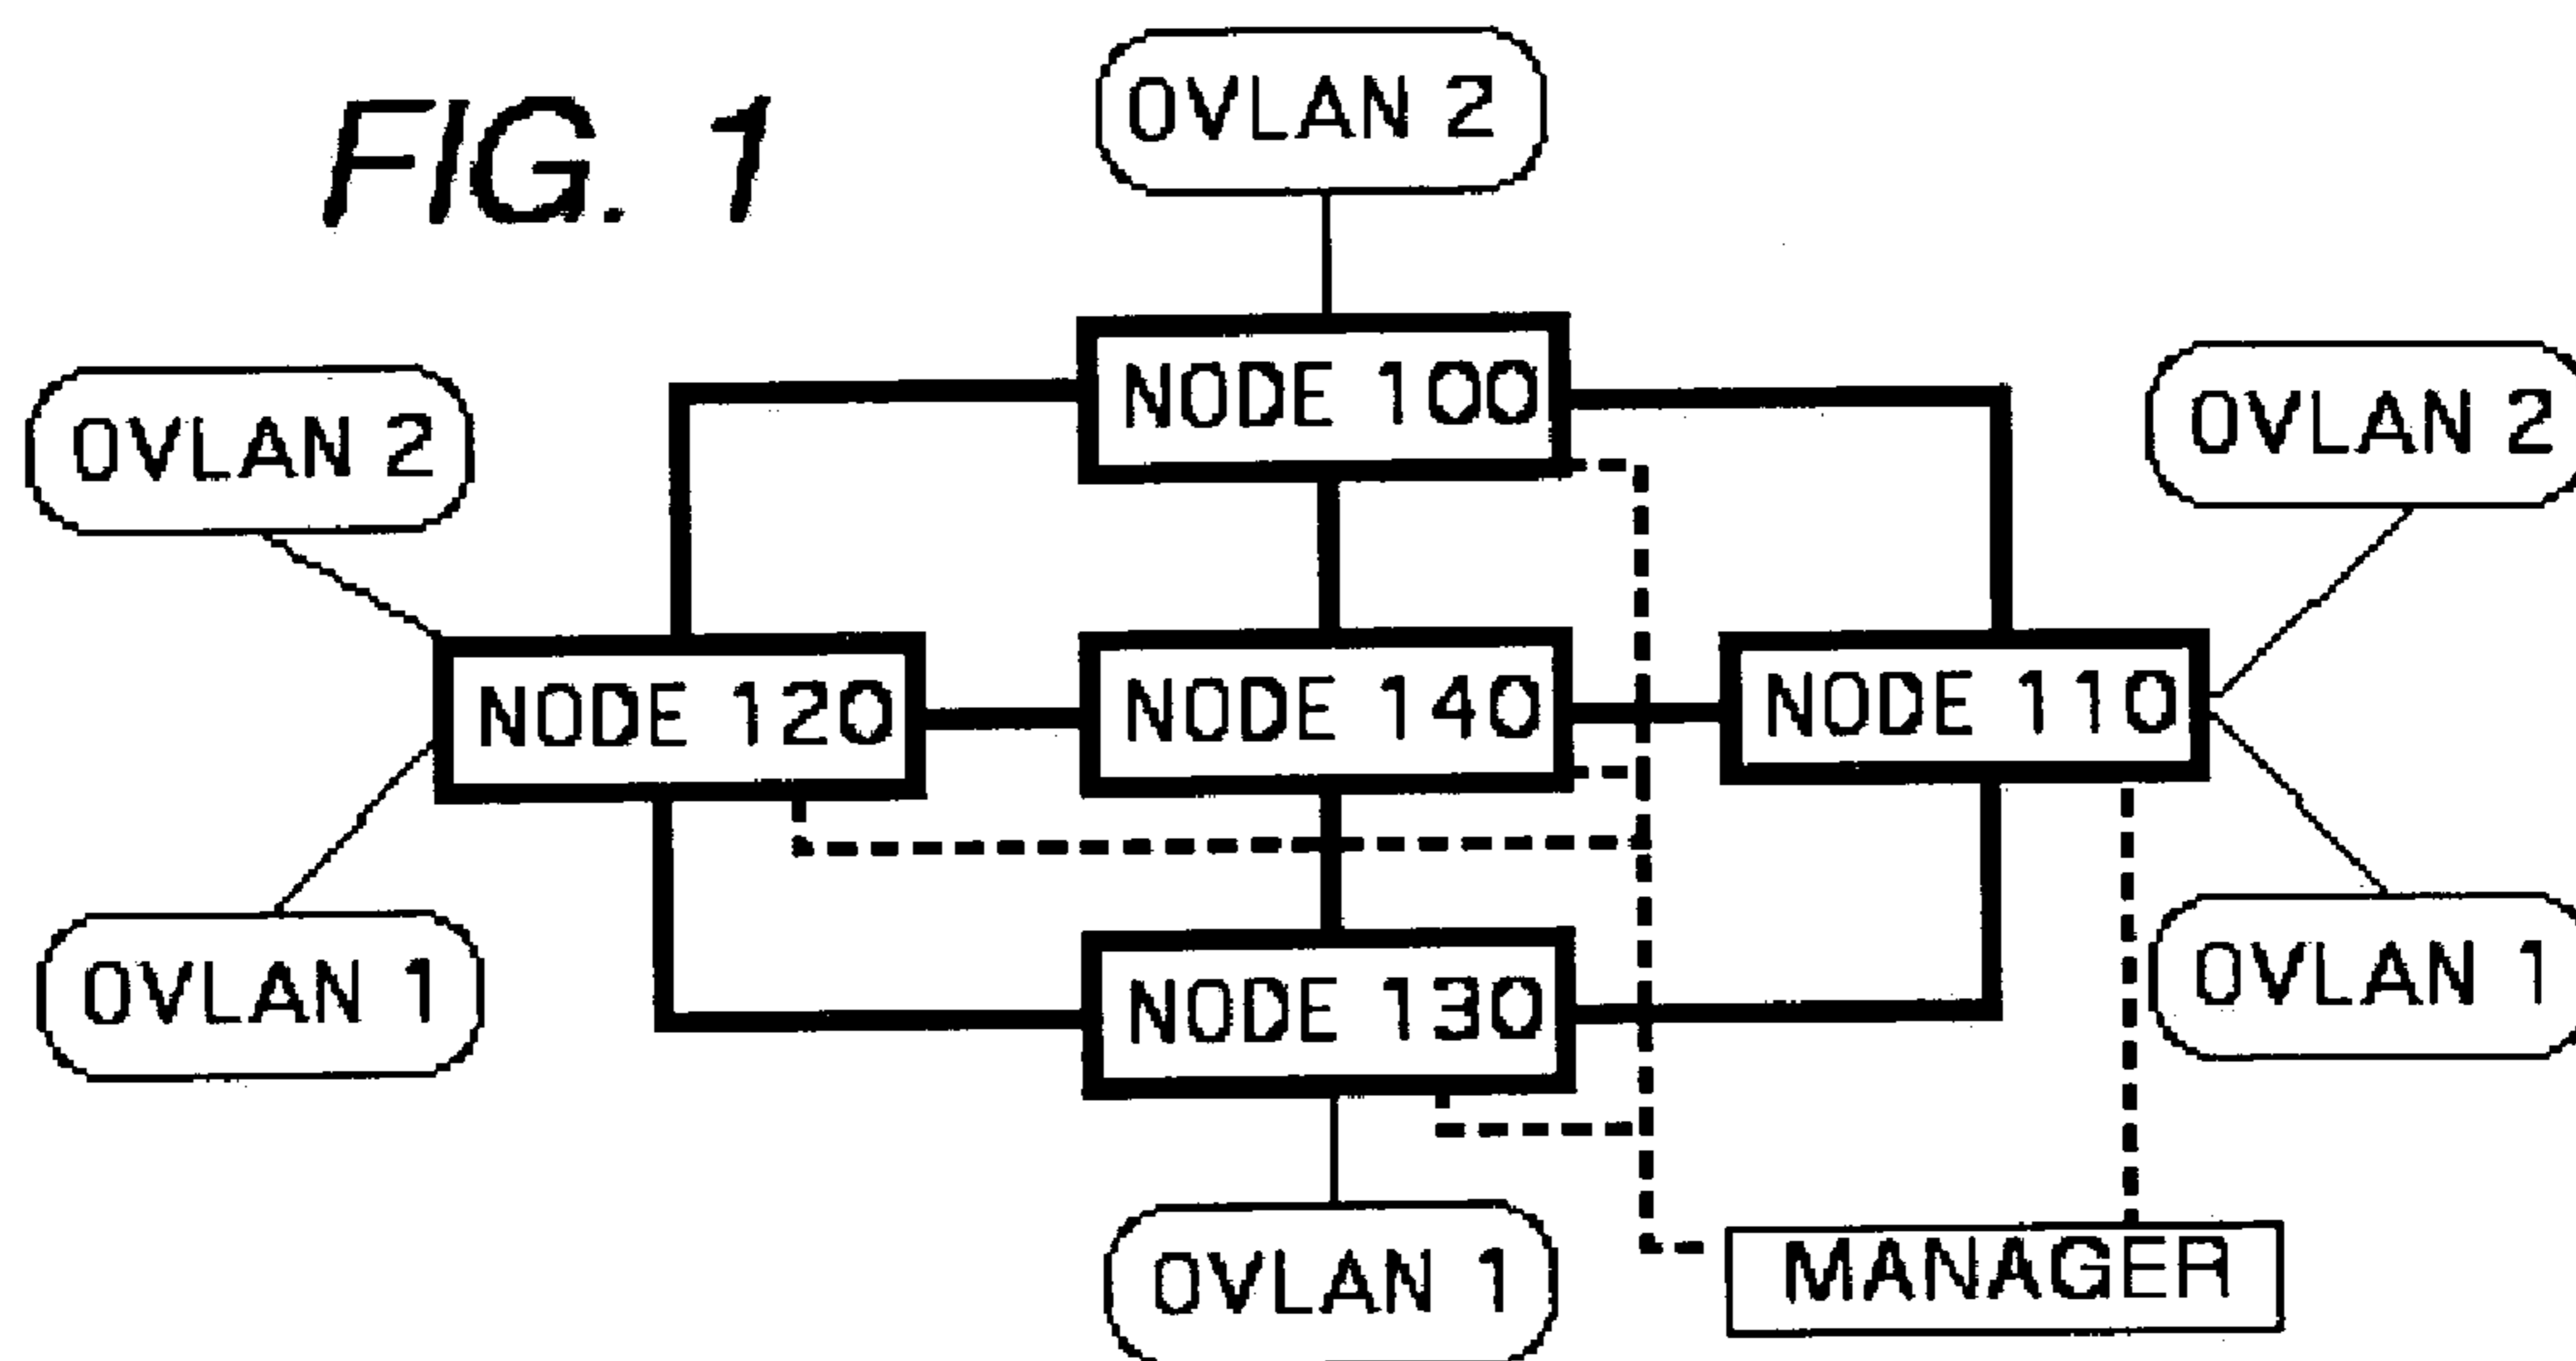 FIG. 1
OVLAN 2
NODE 100
OVLAN 2
OVLAN 2
NODE 120
NODE 140
NODE 110
OVLAN 1
NODE 130
OVLAN 1
OVLAN 1
MANAGER